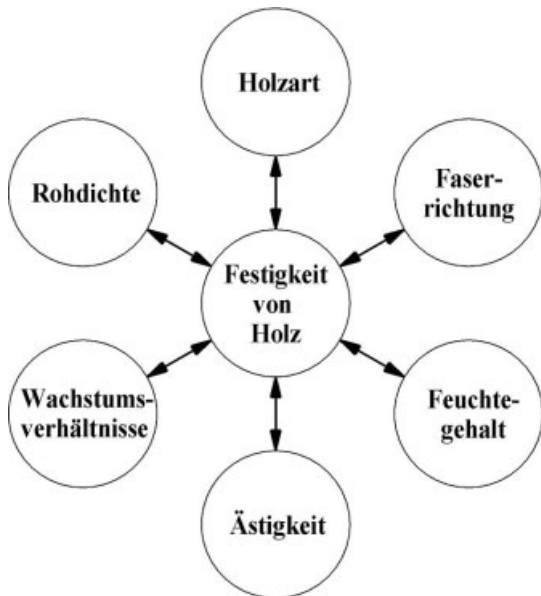 Holzart
Rohdichte
Faser-
richtung
Festigkeit
von
Holz
Wachstums-
verhältnisse
Feuchte-
gehalt
Ästigkeit